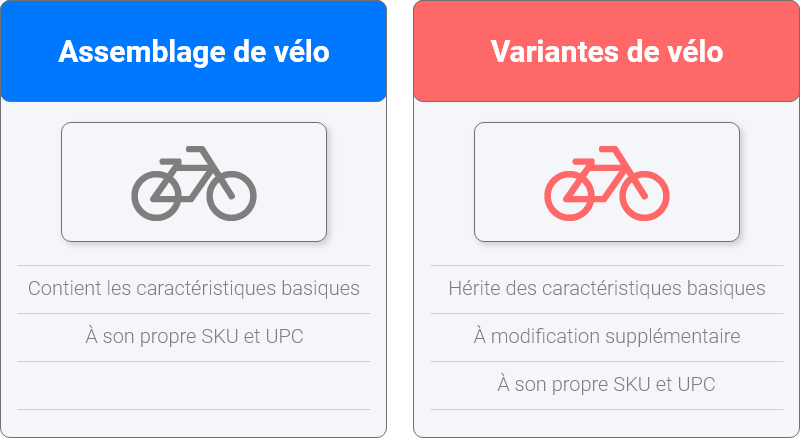 Assemblage de vélo
Contient les caractéristiques basiques
À son propre SKU et UPC
Variantes de vélo
Hérite des caractéristiques basiques
À modification supplémentaire
À son propre SKU et UPC